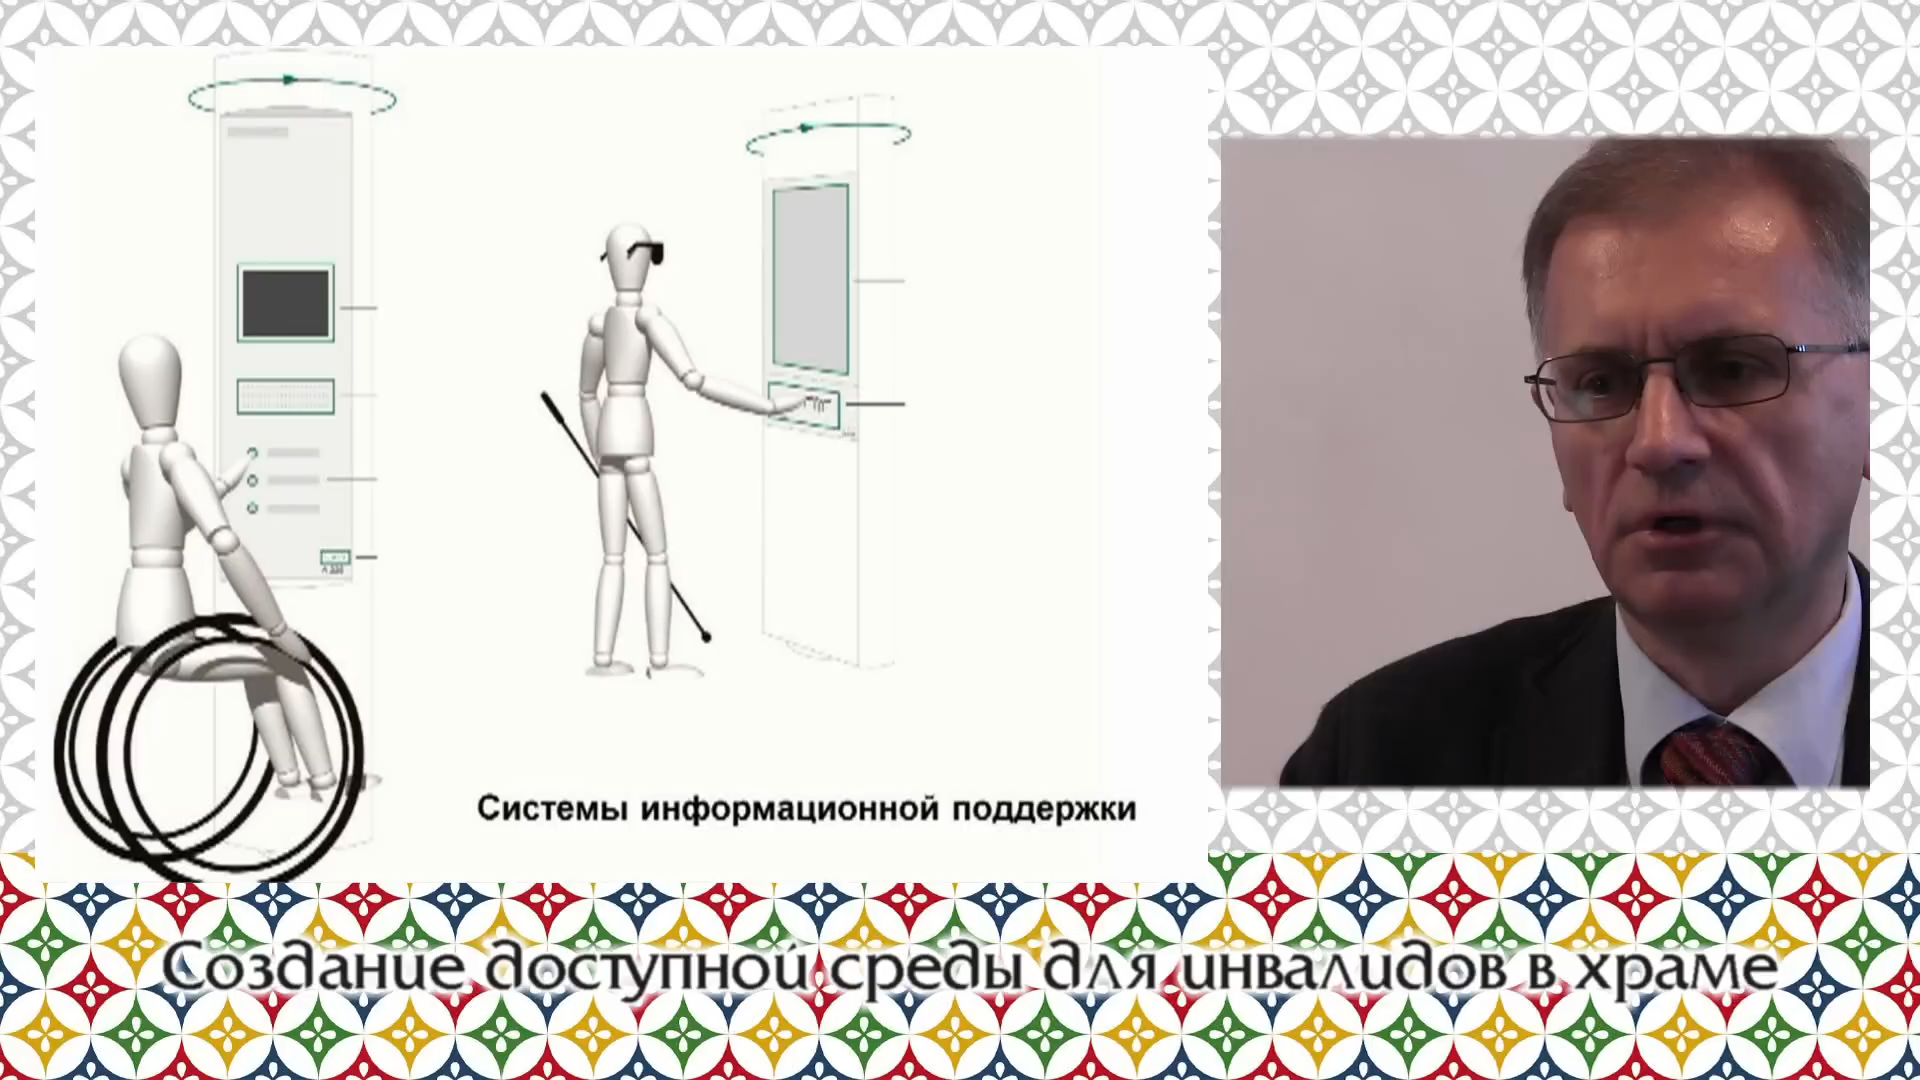 Системы информационной поддержки
Создание доступной среды для инвалидов в храме